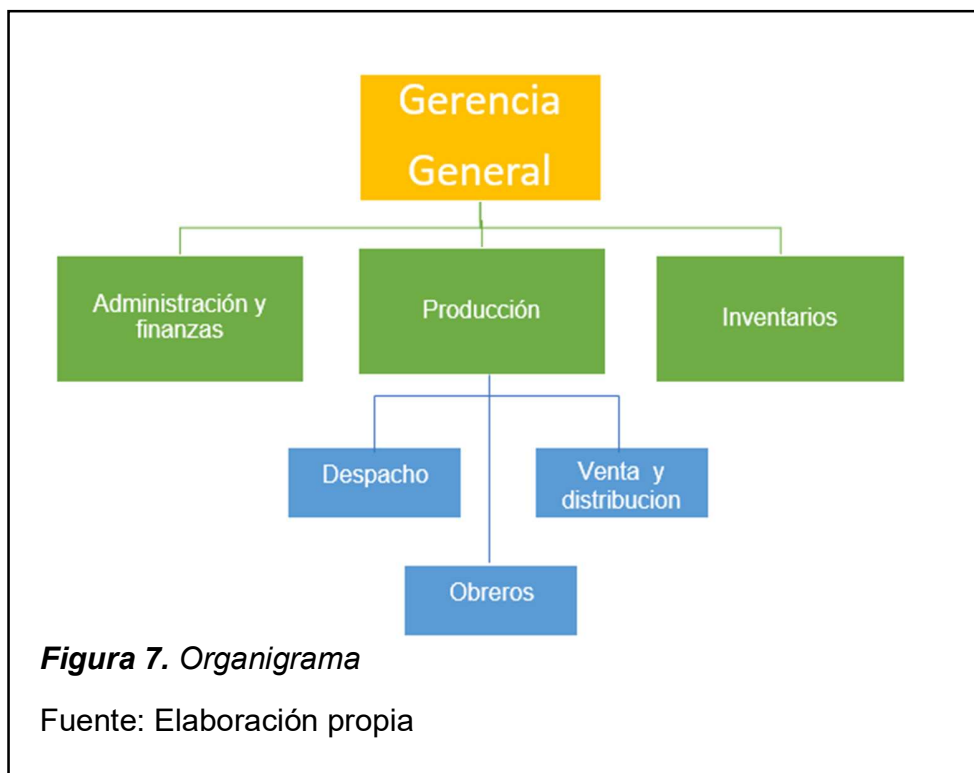 Gerencia
General
Administración y
finanzas
Producción
Inventarios
Despacho
Venta y
distribucion
Obreros
Figura 7. Organigrama
Fuente: Elaboración propia